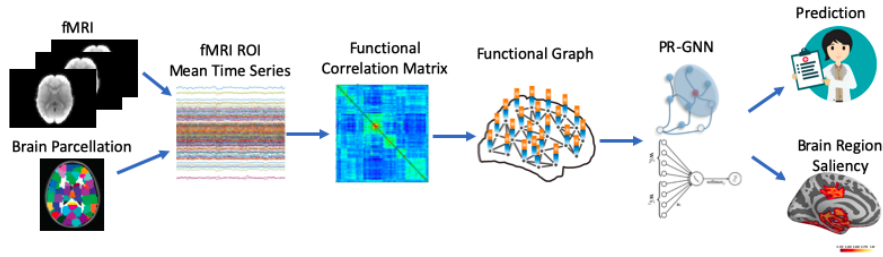 fMRI
Brain Parcellation
fMRI ROI
Mean Time Series
Functional
Correlation Matrix
Functional Graph
PR-GNN
Prediction
Brain Region
Saliency